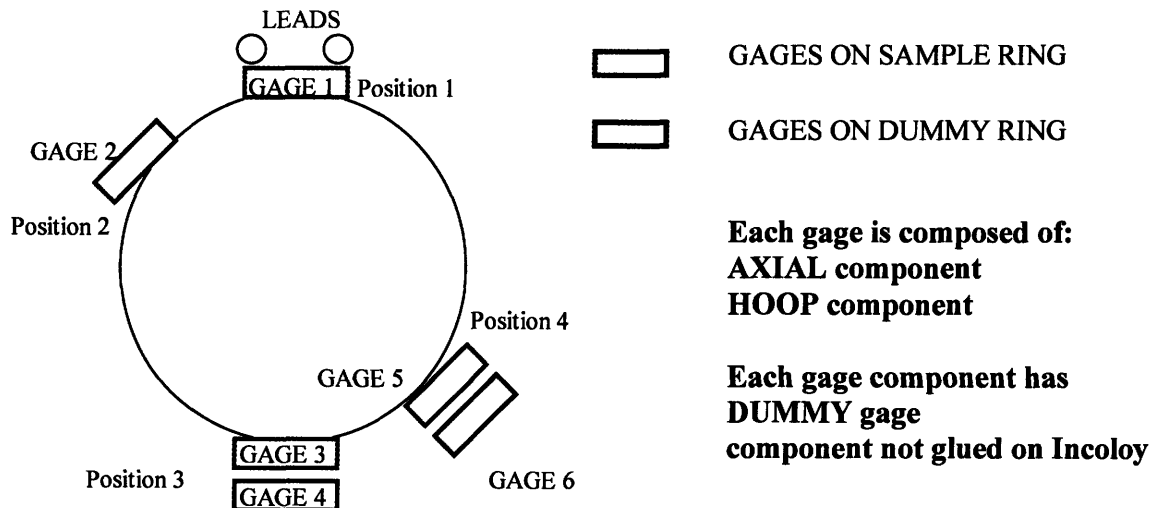 LEADS
GAGE 1
Position 1
GAGE 2
Position 2
Position 4
GAGE 5
GAGE 3
Position 3
GAGE 4
GAGE 6
GAGES ON SAMPLE RING
GAGES ON DUMMY RING
Each gage is composed of:
AXIAL component
HOOP component
Each gage component has
DUMMY gage
component not glued on Incoloy